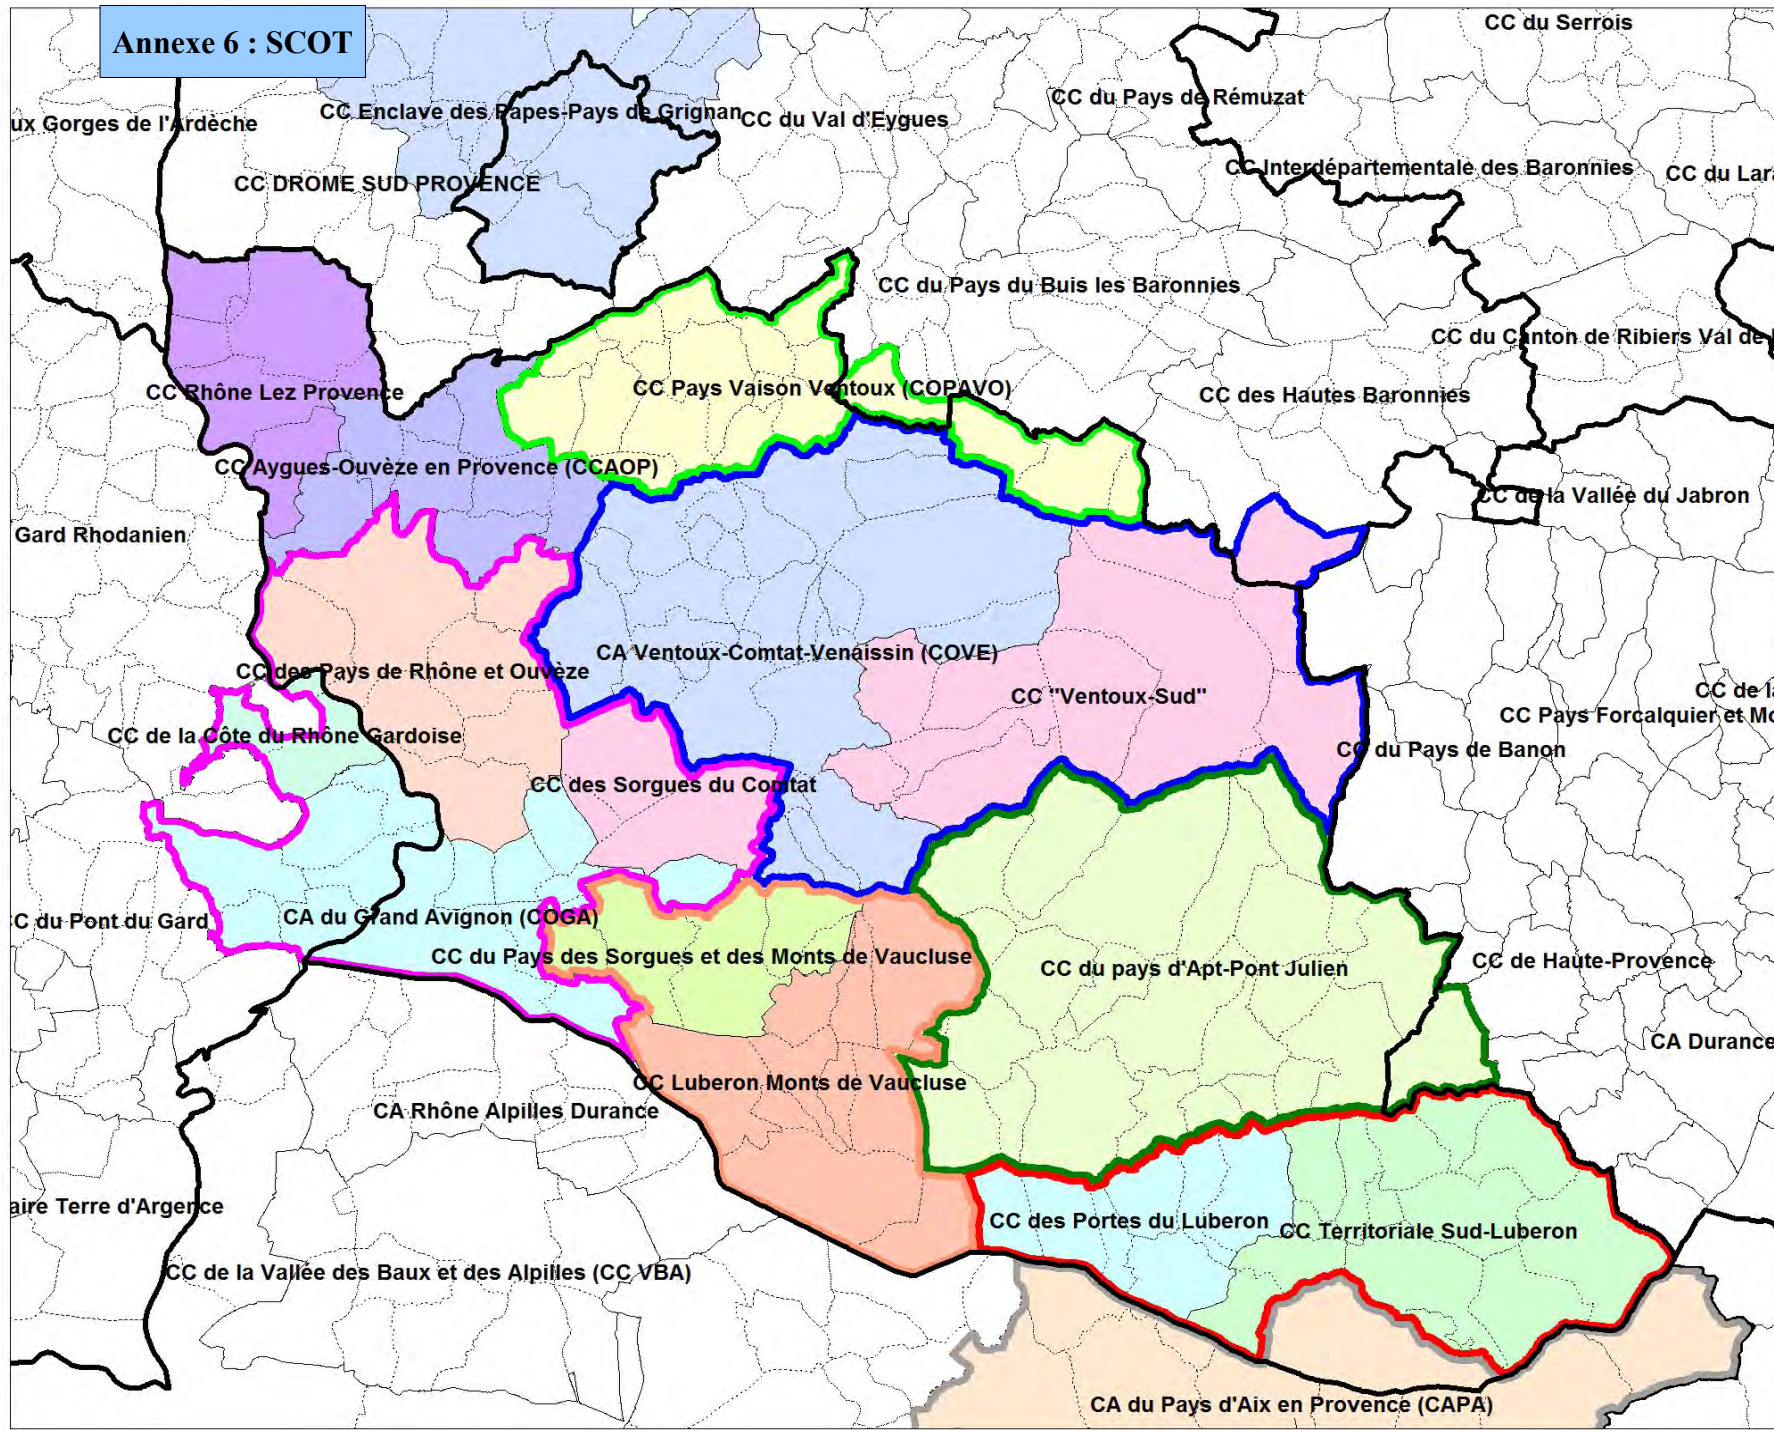 Annexe 6 : SCOT
CC du Serrois
CC du Pays de Rémuzat
CC Enclave des Papes-Pays de Grignan
CC du Val d'Eygues
ux Gorges de l'Ardèche
CC Interdépartementale des Baronnies
CC du Lara
CC DROME SUD PROVENCE
CC du Pays du Buis les Baronnies
CC du Canton de Ribiers Val de
CC Rhône Lez Provence
CC Pays Vaison Ventoux (COPAVO)
CC des Hautes Baronnies
CC Aygues-Ouvèze en Provence (CCAOP)
CC de la Vallée du Jabron
Gard Rhodanien
CA Ventoux-Comtat-Venaissin (COVE)
CC des Pays de Rhône et Ouvèze
CC "Ventoux-Sud"
CC de la
CC Pays Forcalquier et Mo
CC de la Côte du Rhône Gardoise
CC du Pays de Banon
CC des Sorgues du Comtat
CC du Pont du Gard
CA du Grand Avignon (COGA)
CC du Pays des Sorgues et des Monts de Vaucluse
CC du pays d'Apt-Pont Julien
CC de Haute-Provence
CA Durance
CC Luberon Monts de Vaucluse
CA Rhône Alpilles Durance
aire Terre d'Argence
CC des Portes du Luberon
CC Territoriale Sud-Luberon
CC de la Vallée des Baux et des Alpilles (CC VBA)
CA du Pays d'Aix en Provence (CAPA)